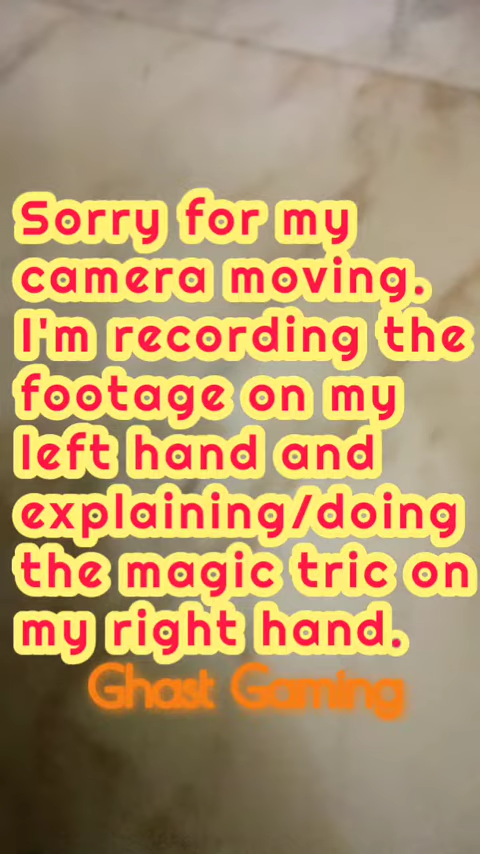 Sorry for my
camera moving.
I'm recording the
footage on my
left hand and
explaining/doing
the magic tric on
my right hand.
Ghast Gaming